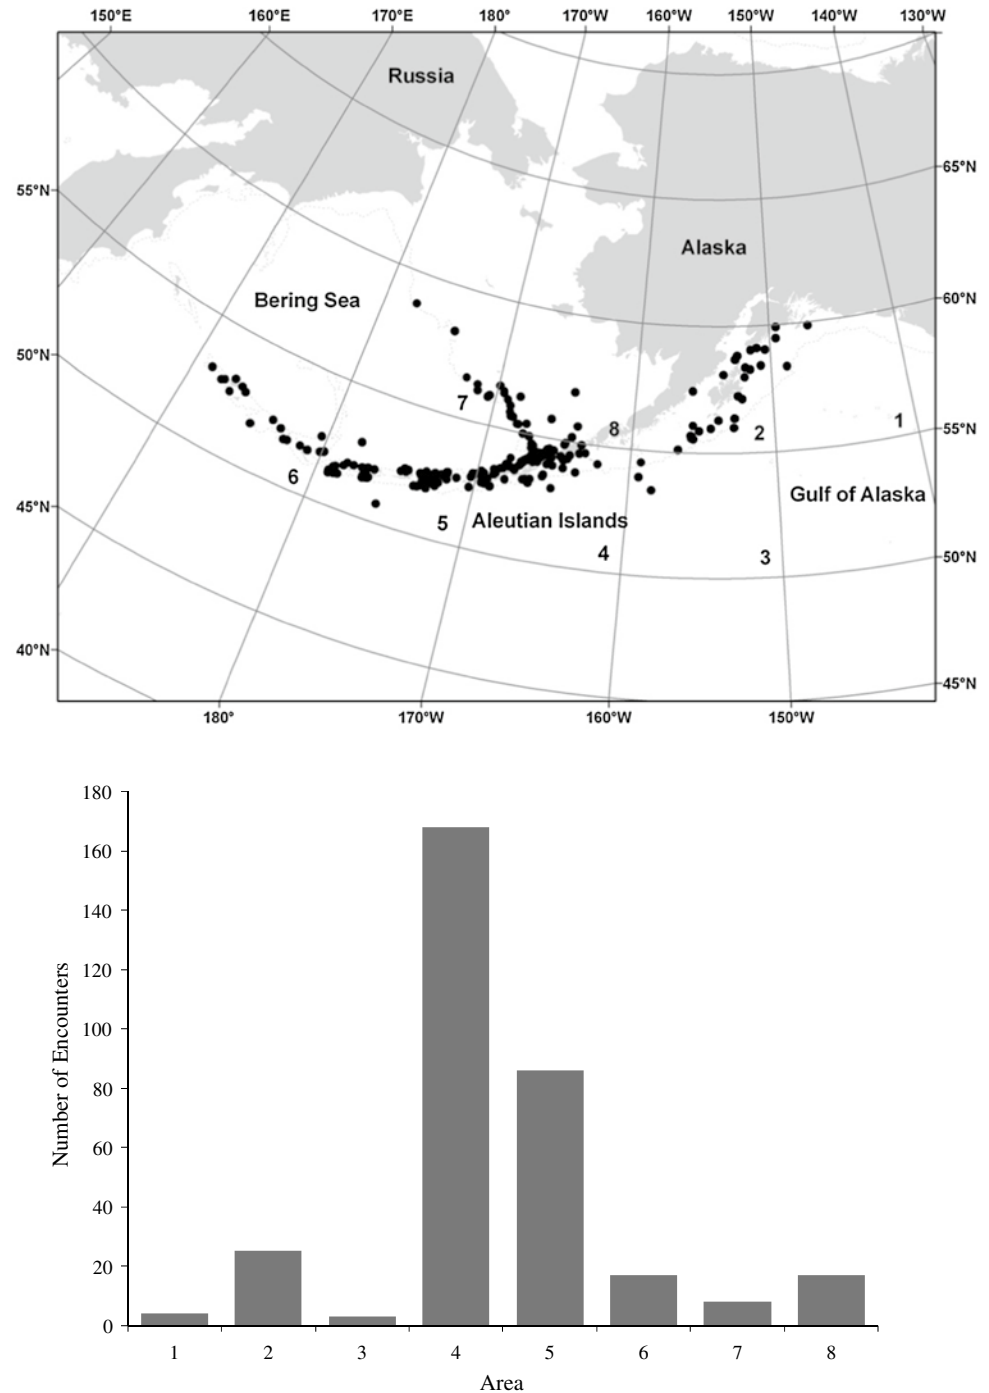 150°E 160°E 170°E 180° 170°W 160°W 150°W 140°W 130°W
Russia
65°N
55°N
Alaska
60°N
Bering Sea
50°N
7
8
1
55°N
2
6
45°N
Gulf of Alaska
5 Aleutian Islands
4
3
50°N
40°N
45°N
180° 170°W 160°W 150°W
180
160
140
120
100
80
60
40
20
0
Number of Encounters
1 2 3 4 5 6 7 8
Area